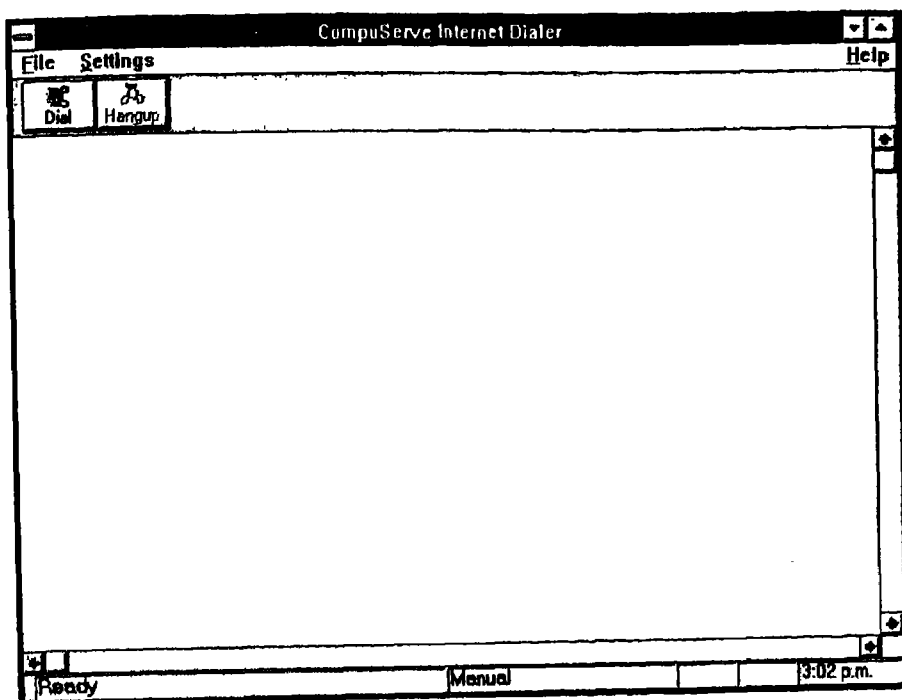 CompuServe Internet Dialer
File Settings Help
Dial Hangup
Ready Manual 3:02 p.m.